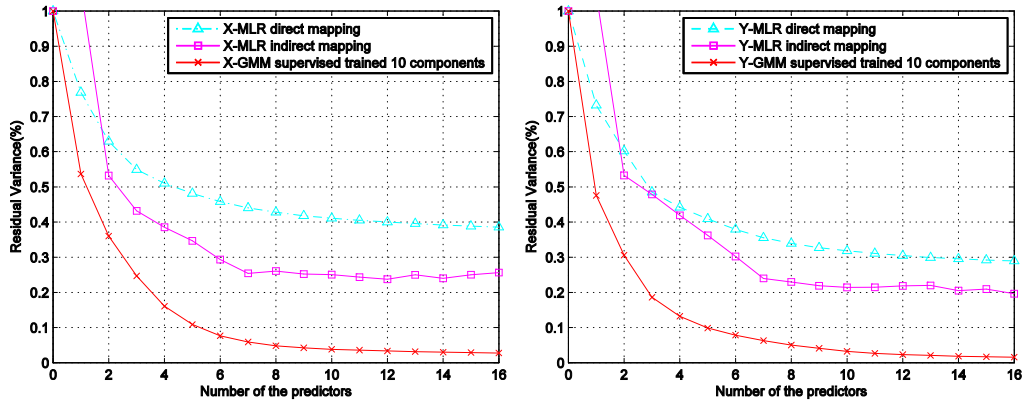 X-MLR direct mapping
X-MLR indirect mapping
X-GMM supervised trained 10 components
Residual Variance(%)
1
0.9
0.8
0.7
0.6
0.5
0.4
0.3
0.2
0.1
0
0 2 4 6 8 10 12 14 16
Number of the predictors
Y-MLR direct mapping
Y-MLR indirect mapping
Y-GMM supervised trained 10 components
Residual Variance(%)
1
0.9
0.8
0.7
0.6
0.5
0.4
0.3
0.2
0.1
0
0 2 4 6 8 10 12 14 16
Number of the predictors